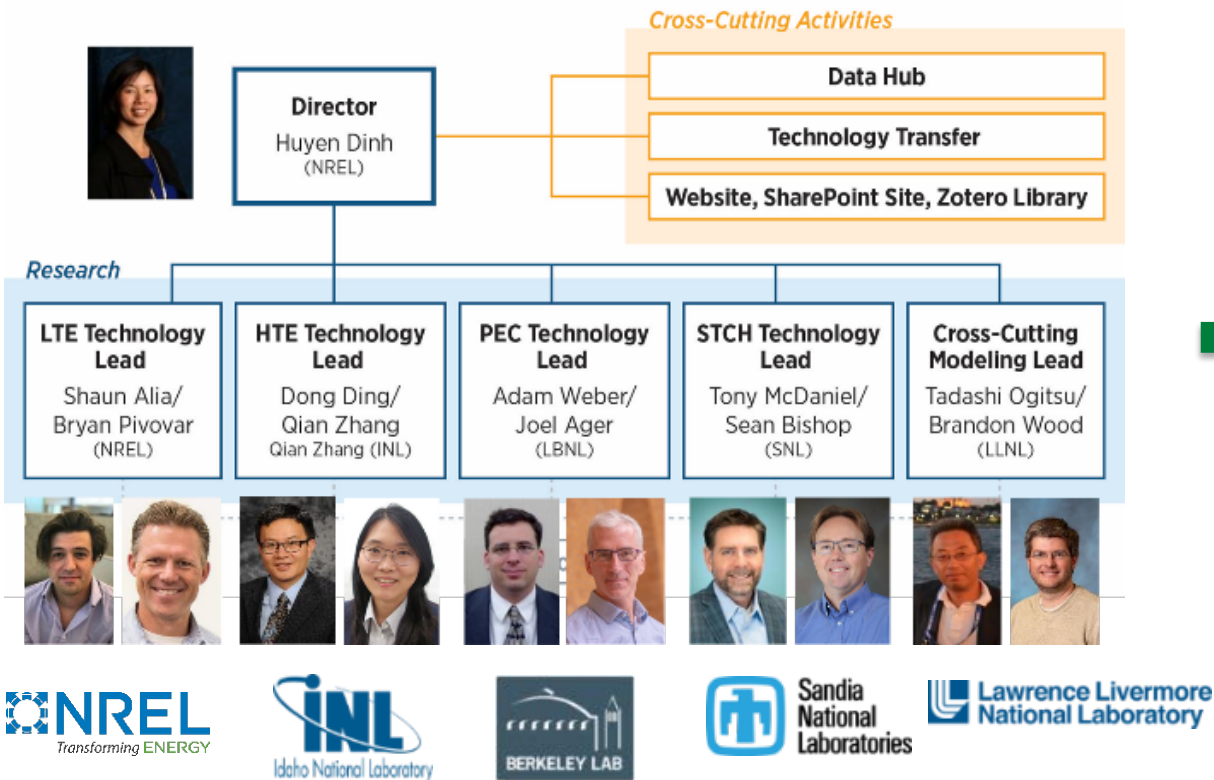 Cross-Cutting Activities
Director
Huyen Dinh
(NREL)
Data Hub
Technology Transfer
Website, SharePoint Site, Zotero Library
Research
LTE Technology
Lead
Shaun Alia/
Bryan Pivovar
(NREL)
HTE Technology
Lead
Dong Ding/
Qian Zhang
Qian Zhang (INL)
PEC Technology
Lead
Adam Weber/
Joel Ager
(LBNL)
STCH Technology
Lead
Tony McDaniel/
Sean Bishop
(SNL)
Cross-Cutting
Modeling Lead
Tadashi Ogitsu/
Brandon Wood
(LLNL)
NREL
Transforming ENERGY
INL
Idaho National Laboratory
BERKELEY LAB
Sandia
National
Laboratories
Lawrence Livermore
National Laboratory